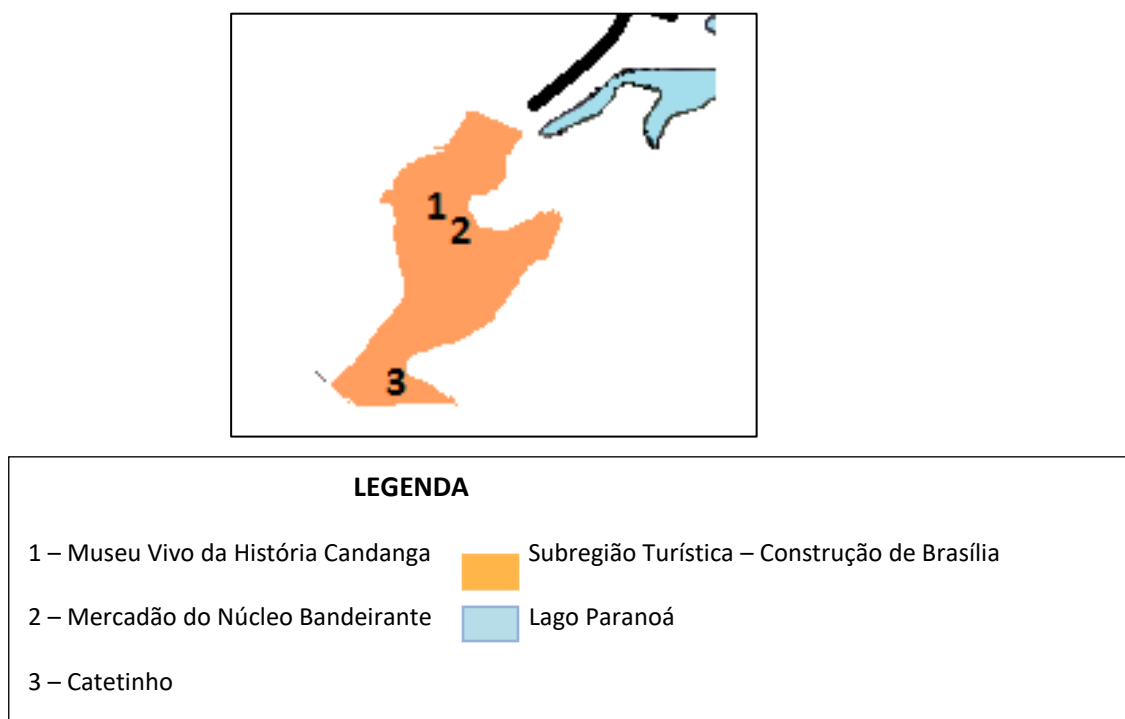 1
2
3
LEGENDA
1 – Museu Vivo da História Candanga
Subregião Turística – Construção de Brasília
2 – Mercadão do Núcleo Bandeirante
Lago Paranoá
3 – Catetinho